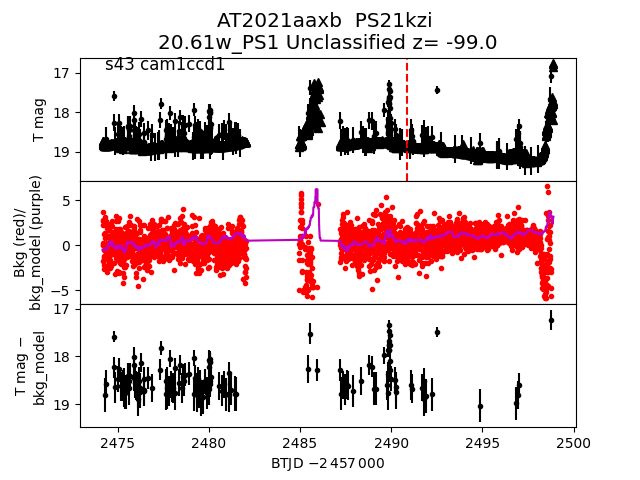 AT2021aaxb  PS21kzi
20.61w_PS1 Unclassified z= -99.0
s43 cam1ccd1
T mag
17
18
19
Bkg (red)/
bkg_model (purple)
5
0
−5
T mag −
bkg_model
17
18
19
2475
2480
2485
2490
2495
2500
BTJD −2 457 000